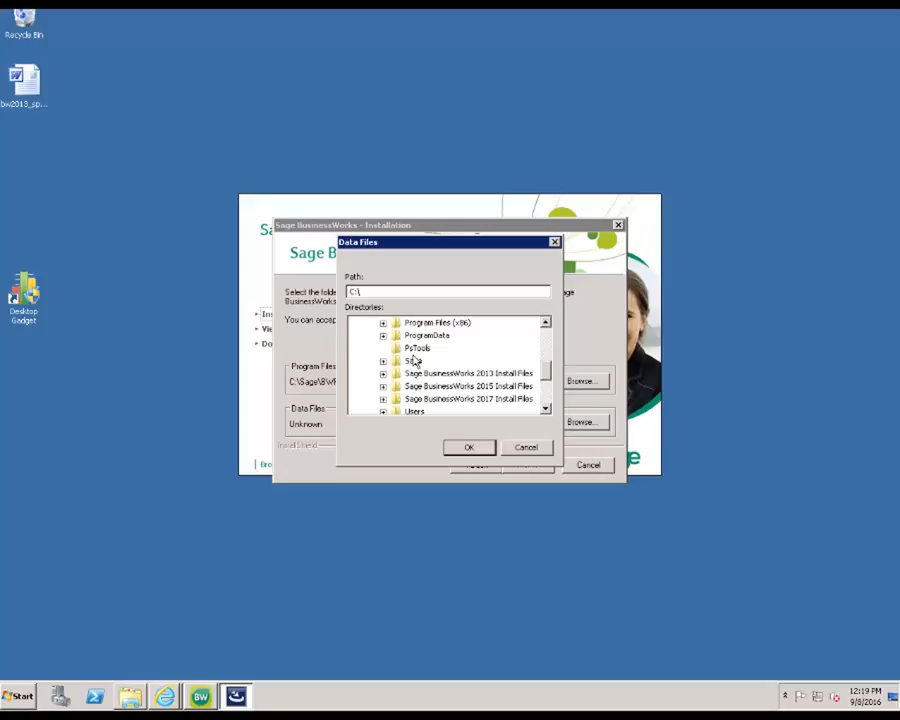 Recycle Bin
bw2013_sp...
Desktop
Gadget
Sage BusinessWorks - Installation
Sage B
Select the folde
BusinessWorks
You can accep
Program Files
C:\Sage\BWP
Browse...
Data Files
Unknown
Browse...
InstallShield
Cancel
Data Files
Path:
C:\
Directories:
Program Files (x86)
ProgramData
PsTools
Sage
Sage BusinessWorks 2013 Install Files
Sage BusinessWorks 2015 Install Files
Sage BusinessWorks 2017 Install Files
Users
OK
Cancel
Start
BW
12:19 PM
9/8/2016